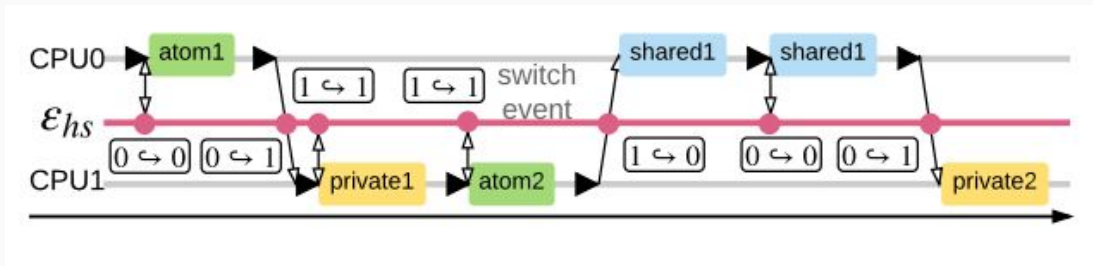 CPU0 atom1 shared1 shared1
1 ↪ 1 1 ↪ 1 switch
event
εhs
0 ↪ 0 0 ↪ 1 1 ↪ 0 0 ↪ 0 0 ↪ 1
CPU1 private1 atom2 private2